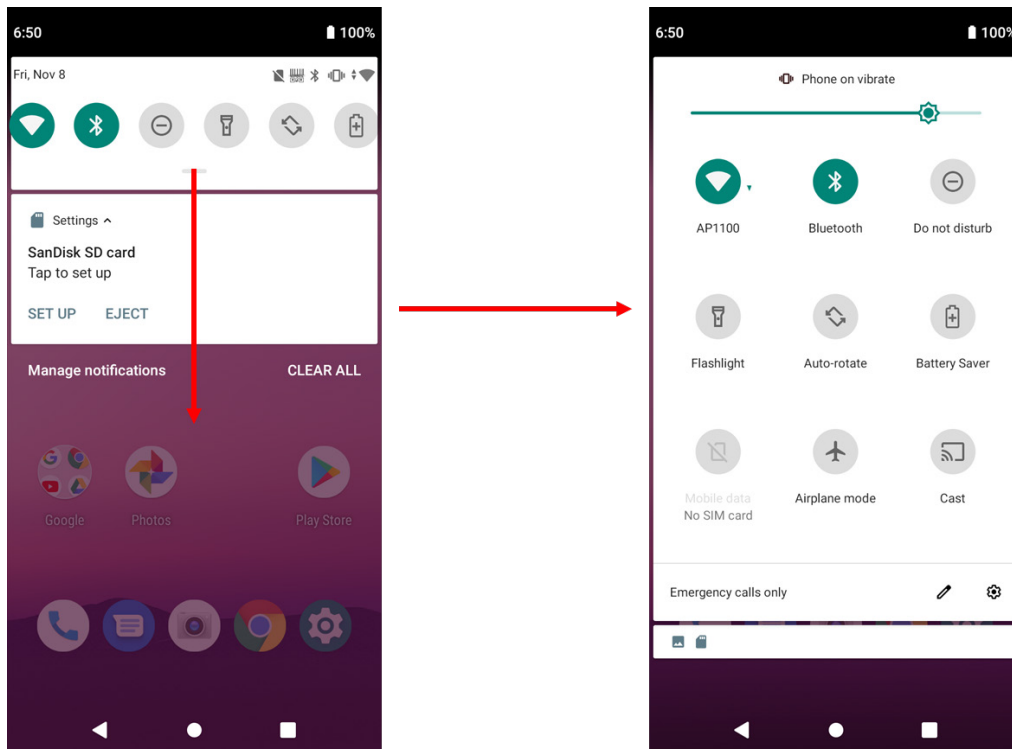 6:50
100%
Fri, Nov 8
Settings
SanDisk SD card
Tap to set up
SET UP EJECT
Manage notifications CLEAR ALL
Google Photos Play Store
6:50
100%
Phone on vibrate
AP1100 Bluetooth Do not disturb
Flashlight Auto-rotate Battery Saver
Mobile data Airplane mode Cast
No SIM card
Emergency calls only